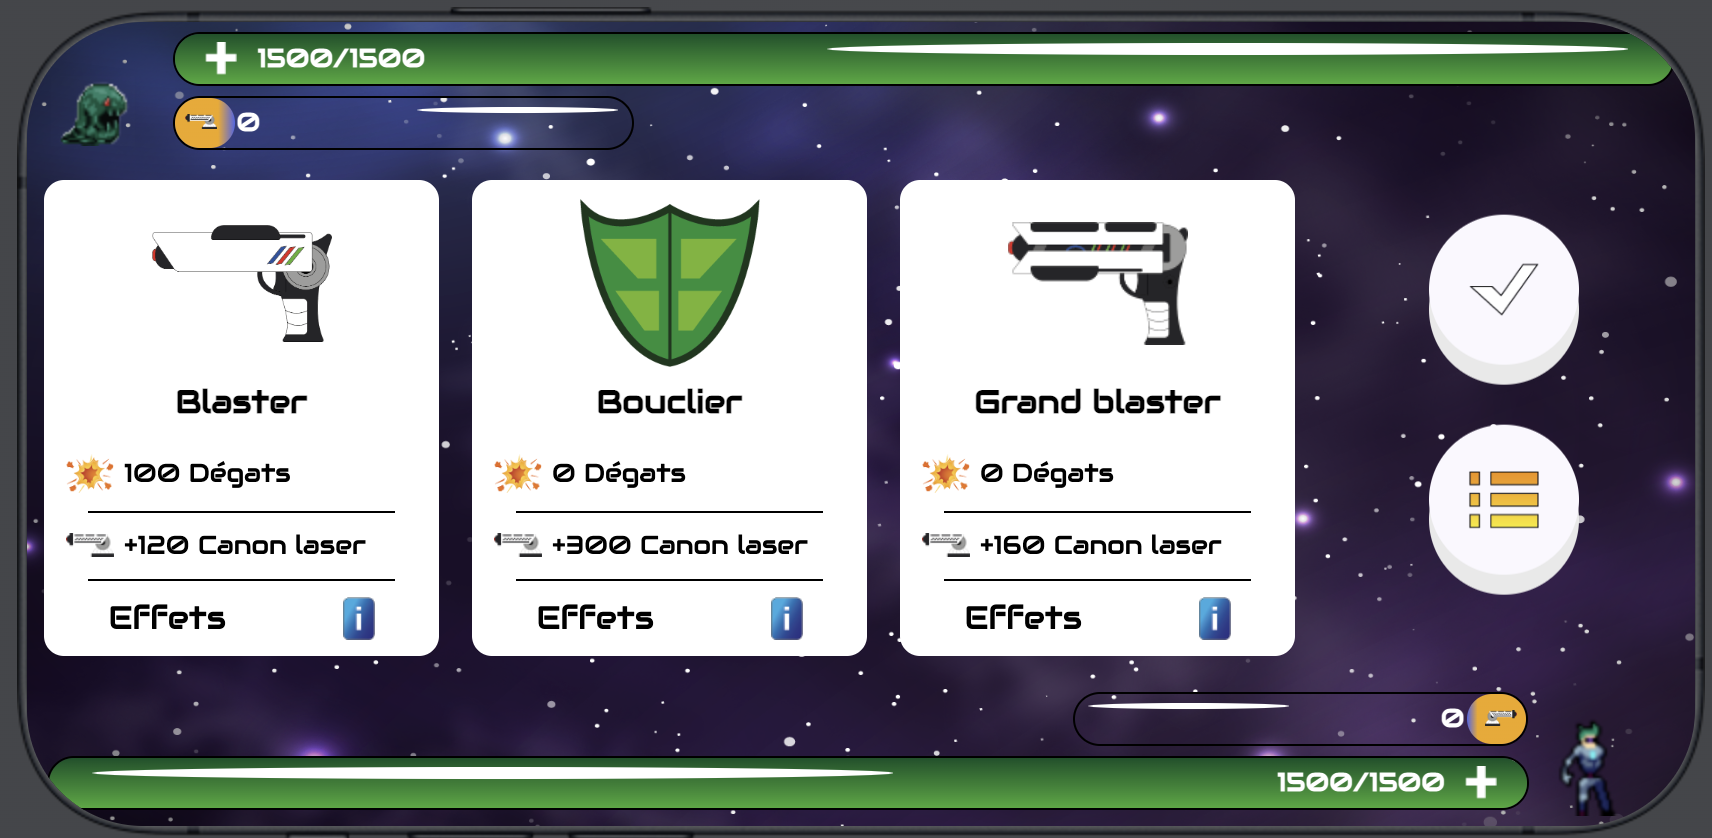 1500/1500
0
Blaster
100 Dégats
+120 Canon laser
Effets
i
Bouclier
0 Dégats
+300 Canon laser
Effets
i
Grand blaster
0 Dégats
+160 Canon laser
Effets
i
0
1500/1500